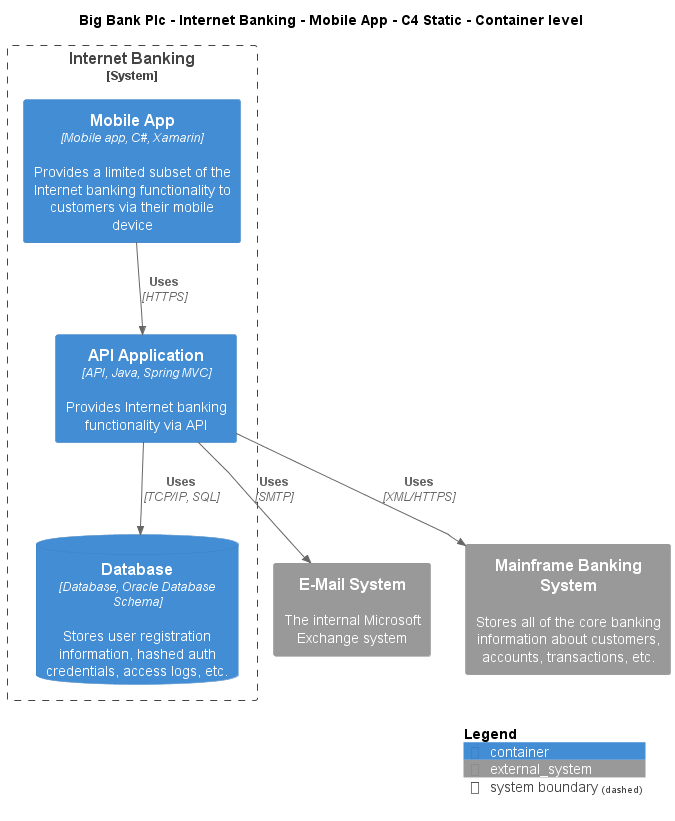 Big Bank Plc - Internet Banking - Mobile App - C4 Static - Container level
Internet Banking
[System]
Mobile App
[Mobile app, C#, Xamarin]
Provides a limited subset of the
Internet banking functionality to
customers via their mobile
device
Uses
[HTTPS]
API Application
[API, Java, Spring MVC]
Provides Internet banking
functionality via API
Uses
[TCP/IP, SQL]
Uses
[SMTP]
Uses
[XML/HTTPS]
Database
[Database, Oracle Database
Schema]
Stores user registration
information, hashed auth
credentials, access logs, etc.
E-Mail System
The internal Microsoft
Exchange system
Mainframe Banking
System
Stores all of the core banking
information about customers,
accounts, transactions, etc.
Legend
container
external_system
system boundary (dashed)